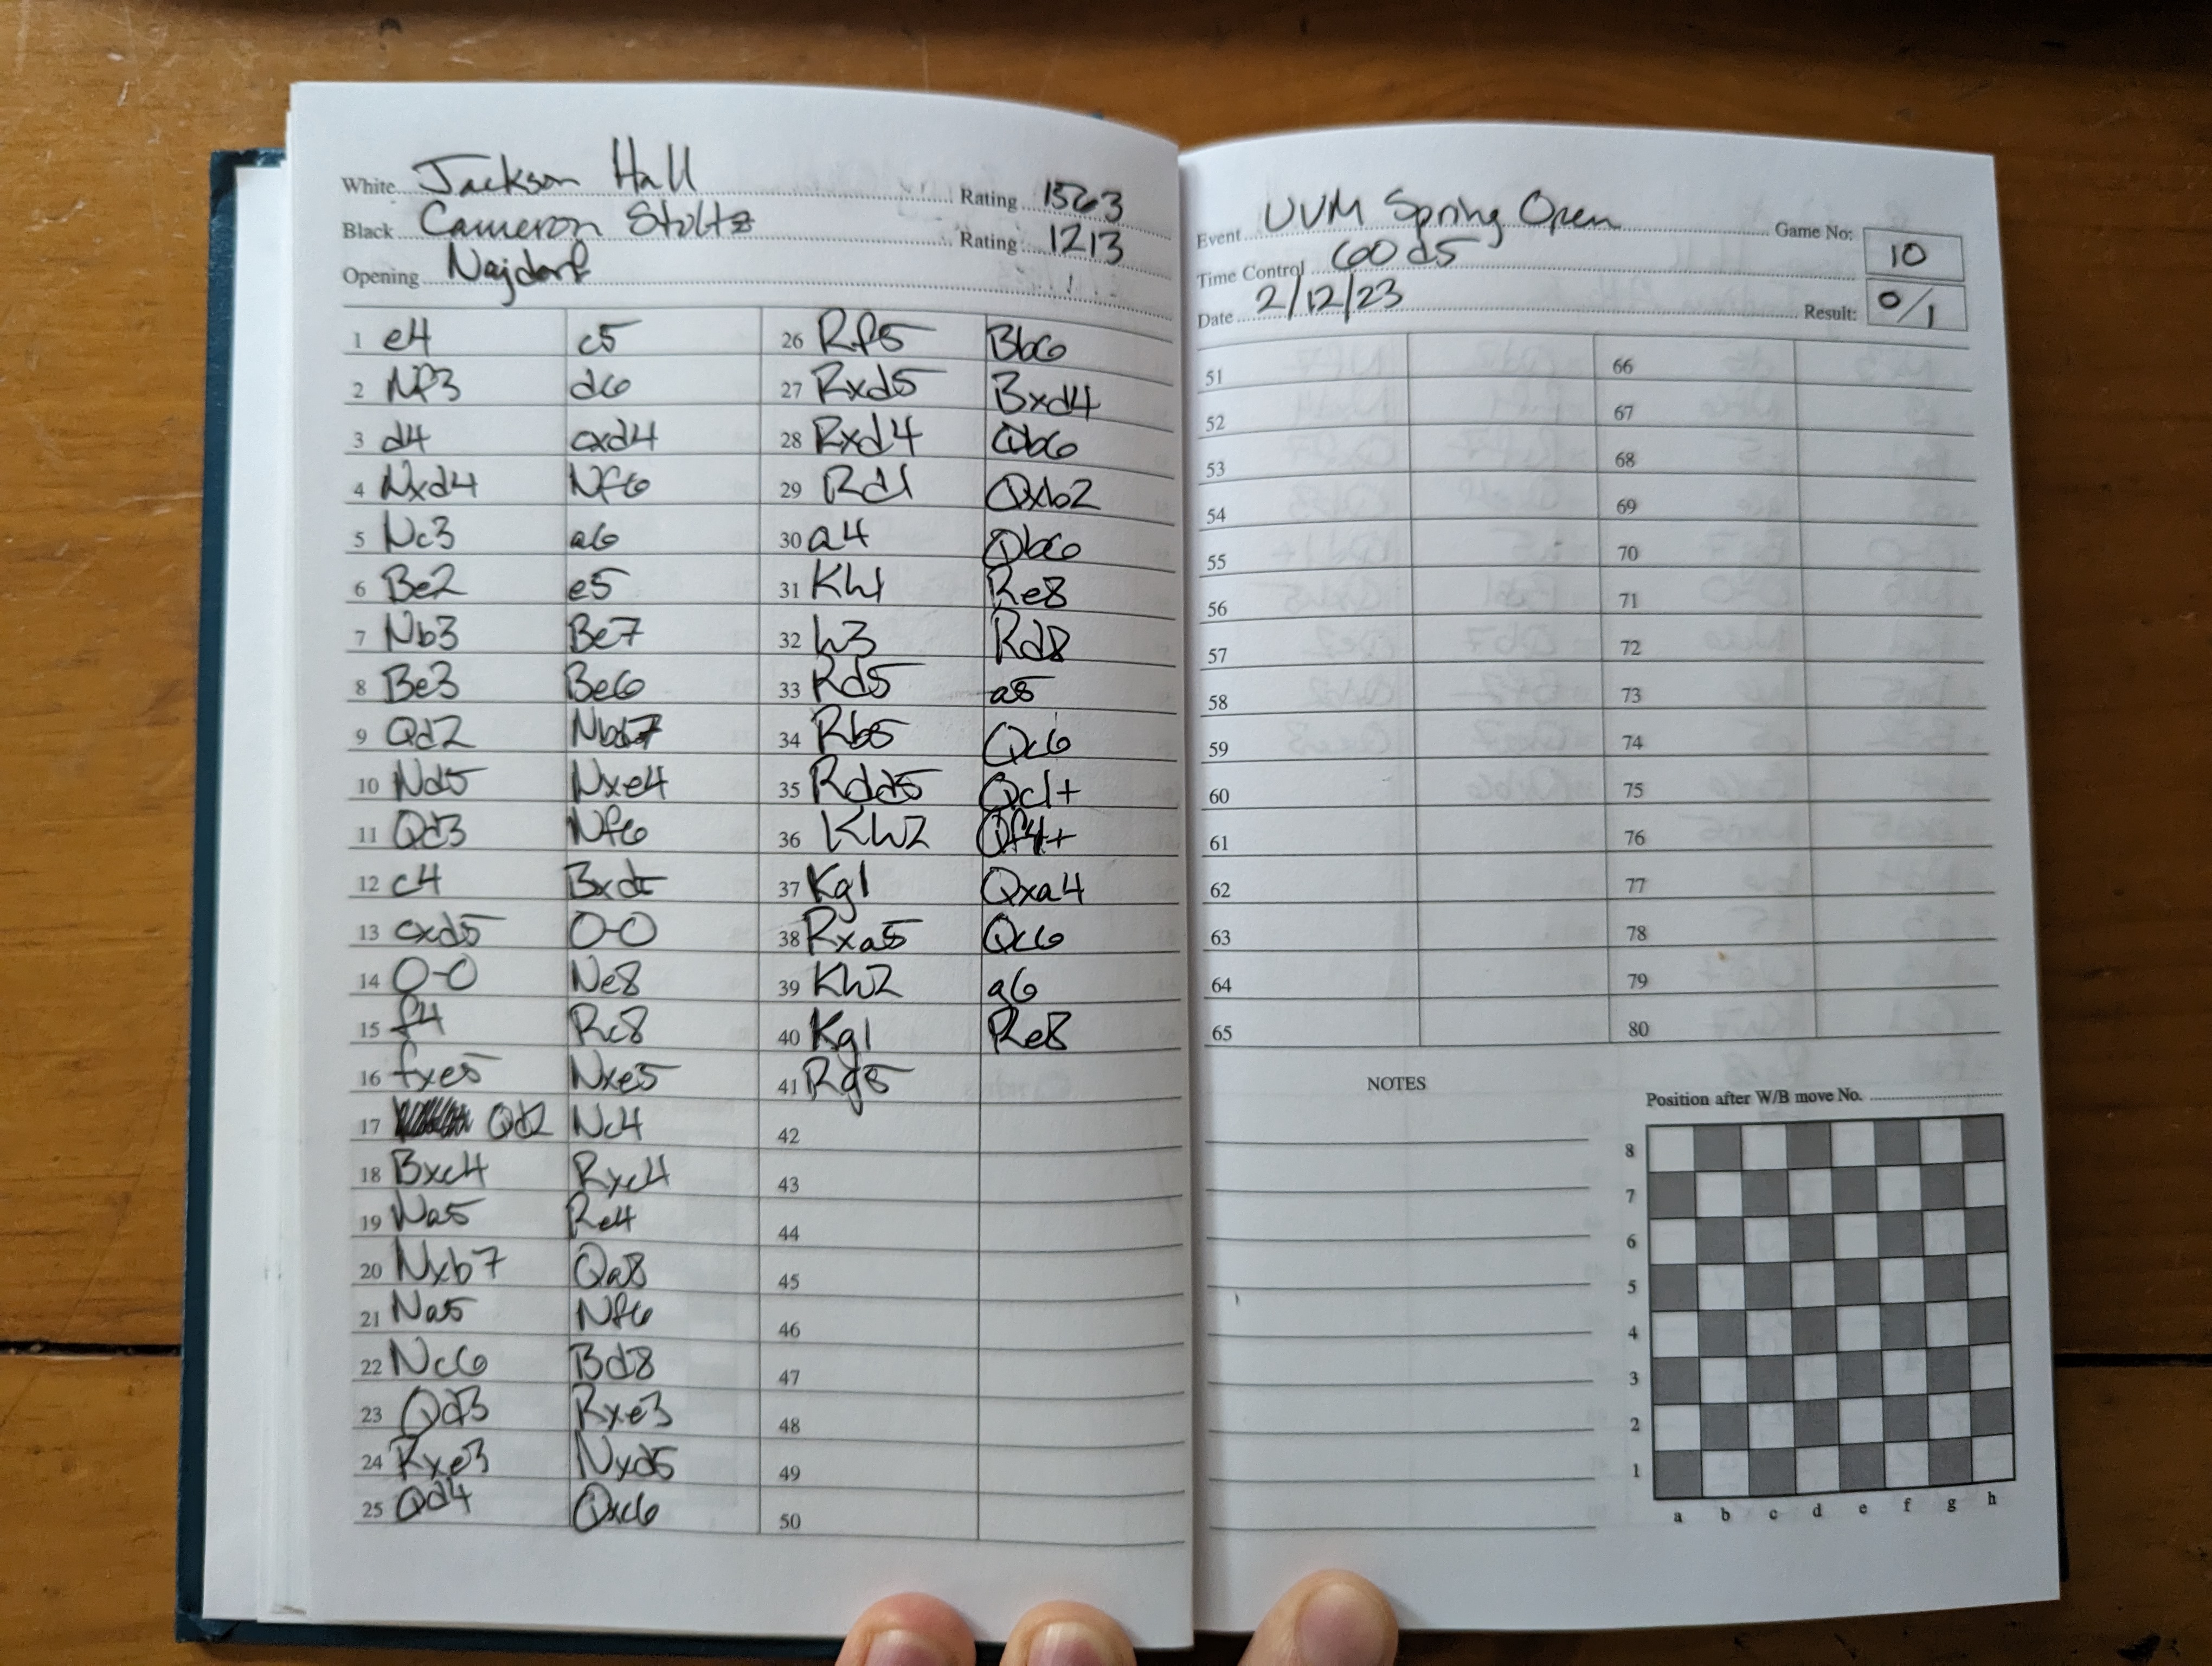 White Jackson Hall Rating 1563
Black Cameron Stoltz Rating 1213
Opening Najdorf
1 e4 c5
2 Nf3 d6
3 d4 cxd4
4 Nxd4 Nf6
5 Nc3 a6
6 Be2 e5
7 Nb3 Be7
8 Be3 Be6
9 Qd2 Nbd7
10 Nd5 Nxe4
11 Qd3 Nf6
12 c4 Bxd5
13 cxd5 O-O
14 O-O Ne8
15 f4 Rc8
16 fxe5 Nxe5
17 Qd2 Nc4
18 Bxc4 Rxc4
19 Na5 Re4
20 Nxb7 Qa8
21 Na5 Nf6
22 Nc6 Bd8
23 Qd3 Rxe3
24 Rxe3 Nxd5
25 Qd4 Qxc6
26 Rf5 Bb6
27 Rxd5 Bxd4
28 Rxd4 Qb6
29 Rd1 Qxb2
30 a4 Qb6
31 Kh1 Re8
32 h3 Rd8
33 Rd5 a5
34 Rb5 Qc6
35 Rdd5 Qc1+
36 Kh2 Qf4+
37 Kg1 Qxa4
38 Rxa5 Qc6
39 Kh2 g6
40 Kg1 Re8
41 Rg5
42
43
44
45
46
47
48
49
50
Event UVM Spring Open Game No: 10
Time Control 60 d5
Date 2/12/23 Result: 0/1
51 66
52 67
53 68
54 69
55 70
56 71
57 72
58 73
59 74
60 75
61 76
62 77
63 78
64 79
65 80
NOTES
Position after W/B move No.
8
7
6
5
4
3
2
1
a b c d e f g h